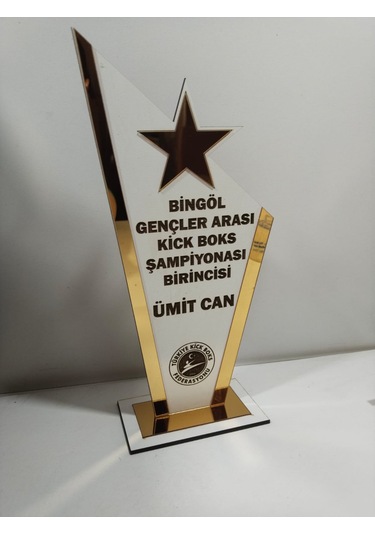 BİNGÖL
GENÇLER ARASI
KİCK BOKS
ŞAMPİYONASI
BİRİNCİSİ
ÜMİT CAN
TÜRKİYE KİCK BOKS
FEDERASYONU